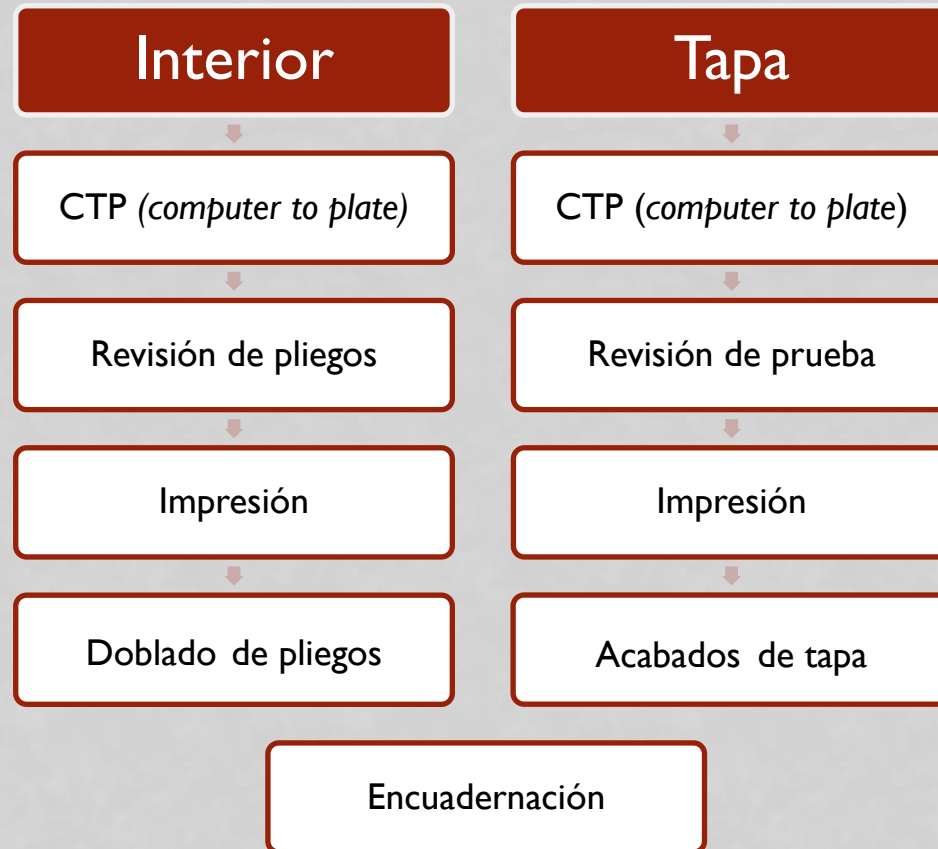 Interior
CTP (computer to plate)
Revisión de pliegos
Impresión
Doblado de pliegos
Tapa
CTP (computer to plate)
Revisión de prueba
Impresión
Acabados de tapa
Encuadernación